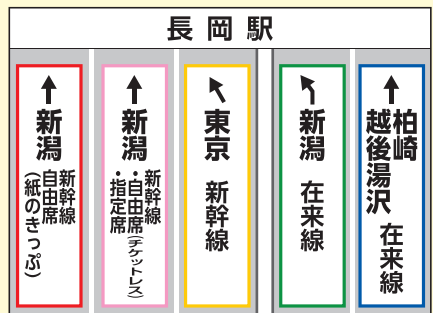 長岡駅
新潟
新幹線
自由席
(紙のきっぷ)
新潟
新幹線
・自由席(チケットレス)
・指定席
東京 新幹線
新潟 在来線
柏崎
越後湯沢 在来線